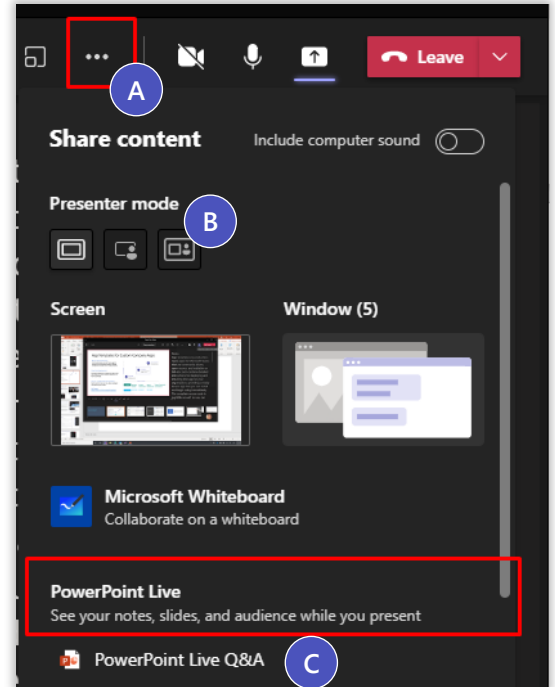 Leave
A
Share content
Include computer sound
Presenter mode
B
Screen
Window (5)
Microsoft Whiteboard
Collaborate on a whiteboard
PowerPoint Live
See your notes, slides, and audience while you present
PowerPoint Live Q&A
C